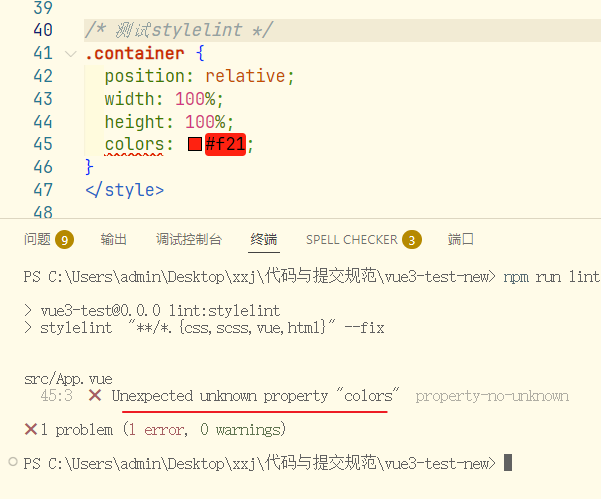 39
40 /* 测试stylelint */
41 .container {
42 position: relative;
43 width: 100%;
44 height: 100%;
45 colors: #f21;
46 }
47 </style>
48
问题 9 输出 调试控制台 终端 SPELL CHECKER 3 端口
PS C:\Users\admin\Desktop\xxj\代码与提交规范\vue3-test-new> npm run lint
> vue3-test@0.0.0 lint:stylelint
> stylelint "**/*.{css,scss,vue,html}" --fix
src/App.vue
45:3 ✖ Unexpected unknown property "colors" property-no-unknown
✖ 1 problem (1 error, 0 warnings)
PS C:\Users\admin\Desktop\xxj\代码与提交规范\vue3-test-new>